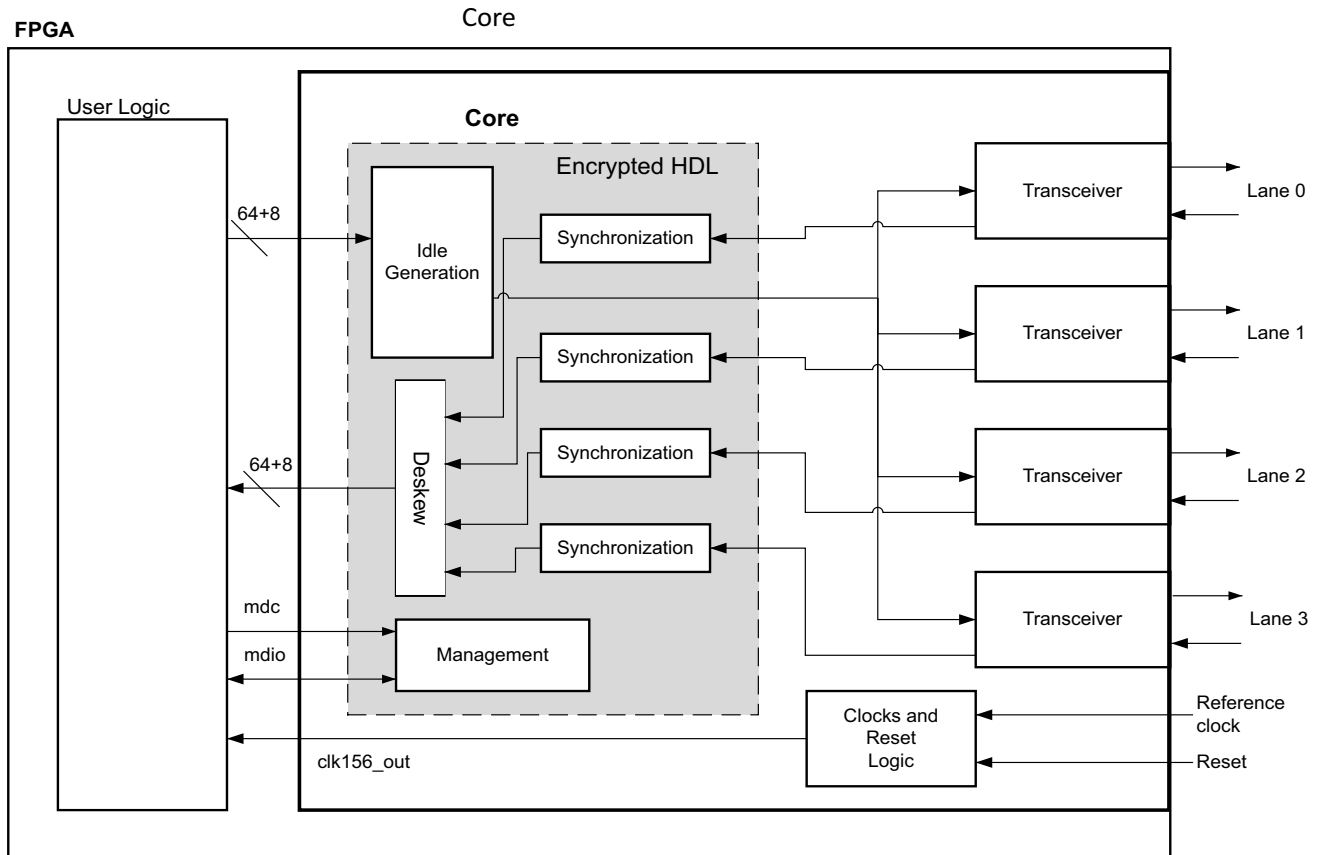 Core
FPGA
User Logic
Core
Encrypted HDL
64+8
Idle
Generation
Synchronization
Synchronization
Synchronization
Synchronization
Deskew
64+8
mdc
mdio
Management
Transceiver
Lane 0
Transceiver
Lane 1
Transceiver
Lane 2
Transceiver
Lane 3
Clocks and
Reset
Logic
Reference
clock
Reset
clk156_out